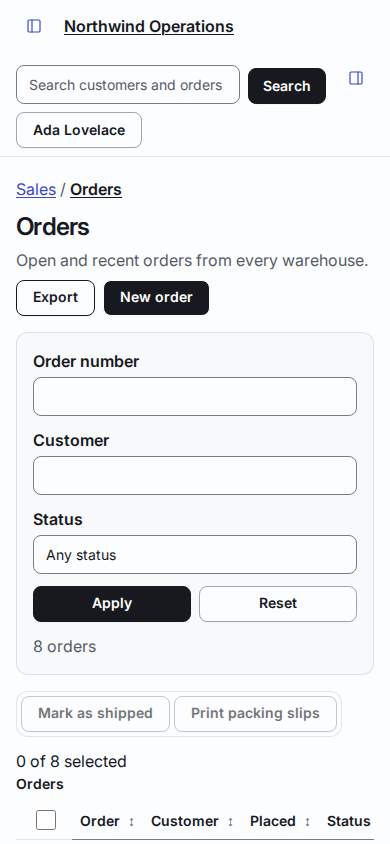 Northwind Operations
Search customers and orders
Search
Ada Lovelace
Sales / Orders
Orders
Open and recent orders from every warehouse.
Export
New order
Order number
Customer
Status
Any status
Apply
Reset
8 orders
Mark as shipped
Print packing slips
0 of 8 selected
Orders
Order ↕ Customer ↕ Placed ↕ Status